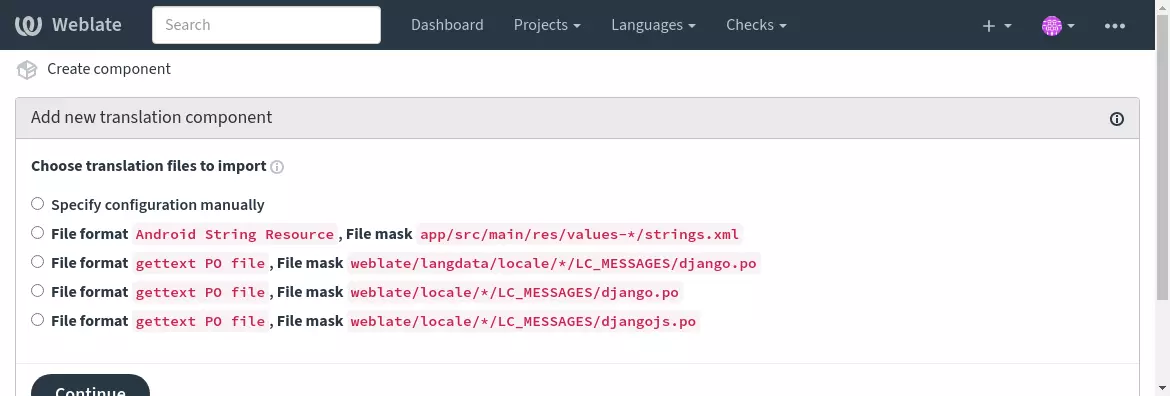 Weblate Search Dashboard Projects Languages Checks
Create component
Add new translation component
Choose translation files to import
Specify configuration manually
File format Android String Resource, File mask app/src/main/res/values-*/strings.xml
File format gettext PO file, File mask weblate/langdata/locale/*/LC_MESSAGES/django.po
File format gettext PO file, File mask weblate/locale/*/LC_MESSAGES/django.po
File format gettext PO file, File mask weblate/locale/*/LC_MESSAGES/djangojs.po
Continue